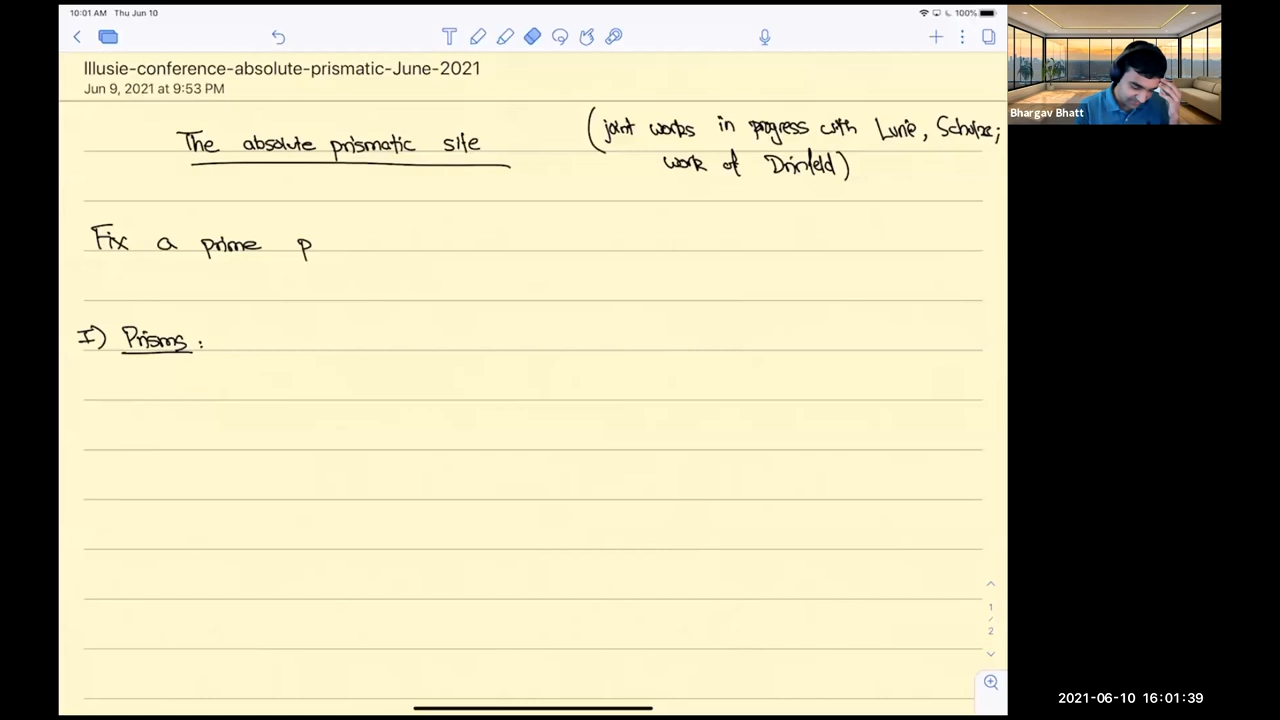 10:01 AM Thu Jun 10
100%
Illusie-conference-absolute-prismatic-June-2021
Jun 9, 2021 at 9:53 PM
The absolute prismatic site
(joint works in progress with Lurie, Scholze;
work of Drinfeld)
Fix a prime p
I) Prisms:
1
/
2
Bhargav Bhatt
2021-06-10 16:01:39